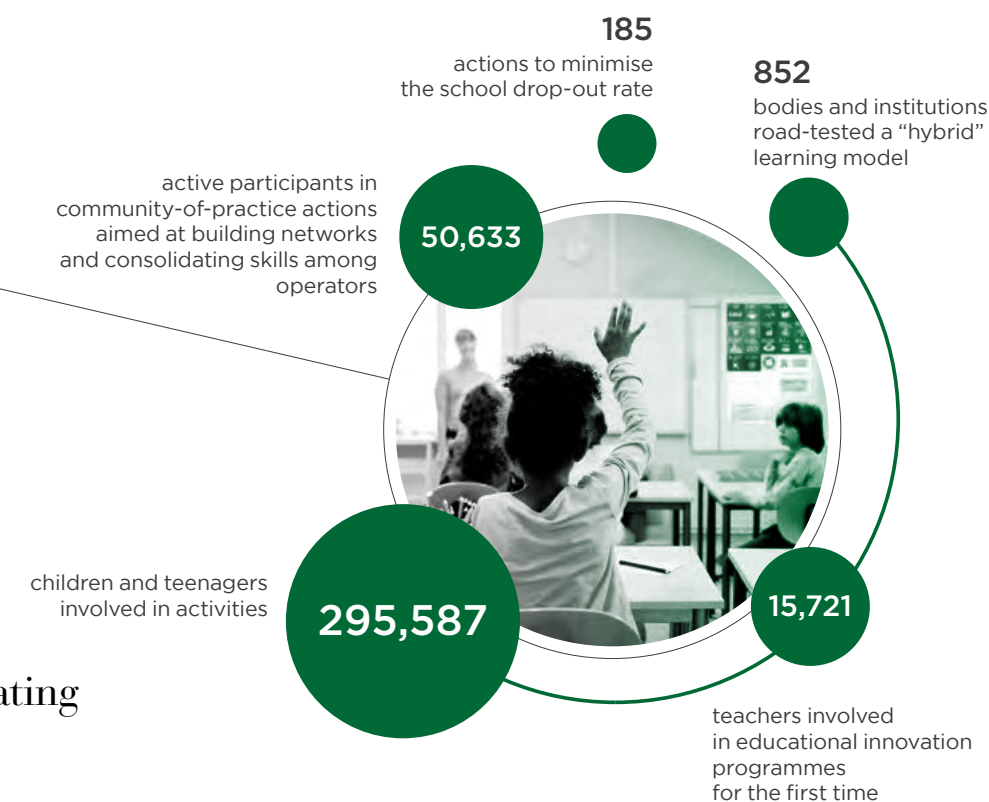 185
actions to minimise
the school drop-out rate
852
bodies and institutions
road-tested a “hybrid”
learning model
active participants in
community-of-practice actions
aimed at building networks
and consolidating skills among
operators
50,633
children and teenagers
involved in activities
295,587
15,721
teachers involved
in educational innovation
programmes
for the first time
ating